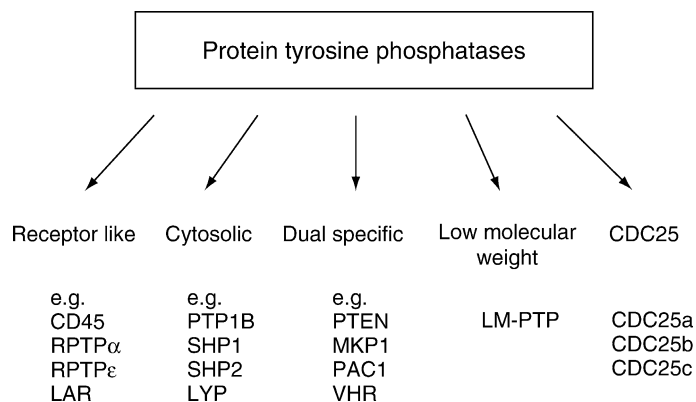 Protein tyrosine phosphatases
Receptor like
Cytosolic
Dual specific
Low molecular
weight
CDC25
e.g.
CD45
RPTPα
RPTPε
LAR
e.g.
PTP1B
SHP1
SHP2
LYP
e.g.
PTEN
MKP1
PAC1
VHR
LM-PTP
CDC25a
CDC25b
CDC25c